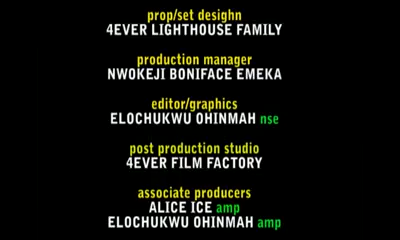 prop/set desighn
4EVER LIGHTHOUSE FAMILY
production manager
NWOKEJI BONIFACE EMEKA
editor/graphics
ELOCHUKWU OHINMAH nse
post production studio
4EVER FILM FACTORY
associate producers
ALICE ICE amp
ELOCHUKWU OHINMAH amp